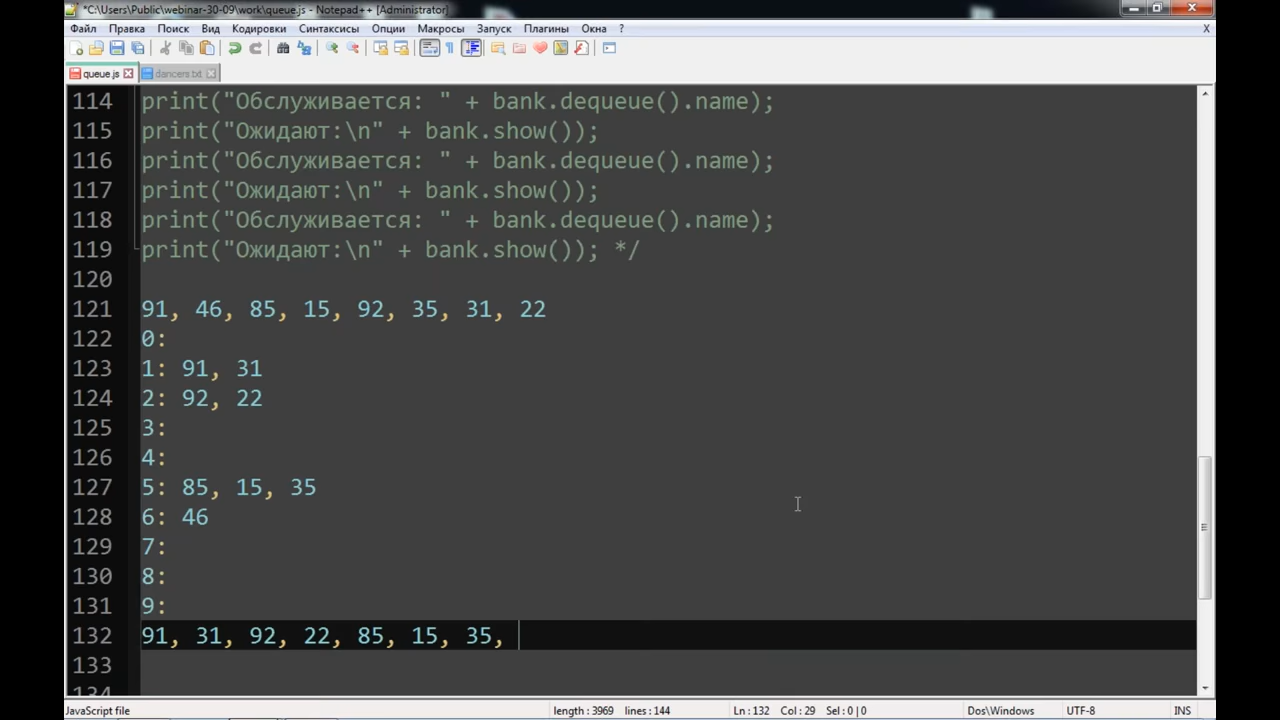 *C:\Users\Public\webinar-30-09\work\queue.js - Notepad++ [Administrator]
Файл Правка Поиск Вид Кодировки Синтаксисы Опции Макросы Запуск Плагины Окна ? X
queue.js dancers.txt
114 print("Обслуживается: " + bank.dequeue().name);
115 print("Ожидают:\n" + bank.show());
116 print("Обслуживается: " + bank.dequeue().name);
117 print("Ожидают:\n" + bank.show());
118 print("Обслуживается: " + bank.dequeue().name);
119 print("Ожидают:\n" + bank.show()); */
120
121 91, 46, 85, 15, 92, 35, 31, 22
122 0:
123 1: 91, 31
124 2: 92, 22
125 3:
126 4:
127 5: 85, 15, 35
128 6: 46
129 7:
130 8:
131 9:
132 91, 31, 92, 22, 85, 15, 35,
133
134
JavaScript file length : 3969 lines : 144 Ln : 132 Col : 29 Sel : 0 | 0 Dos\Windows UTF-8 INS